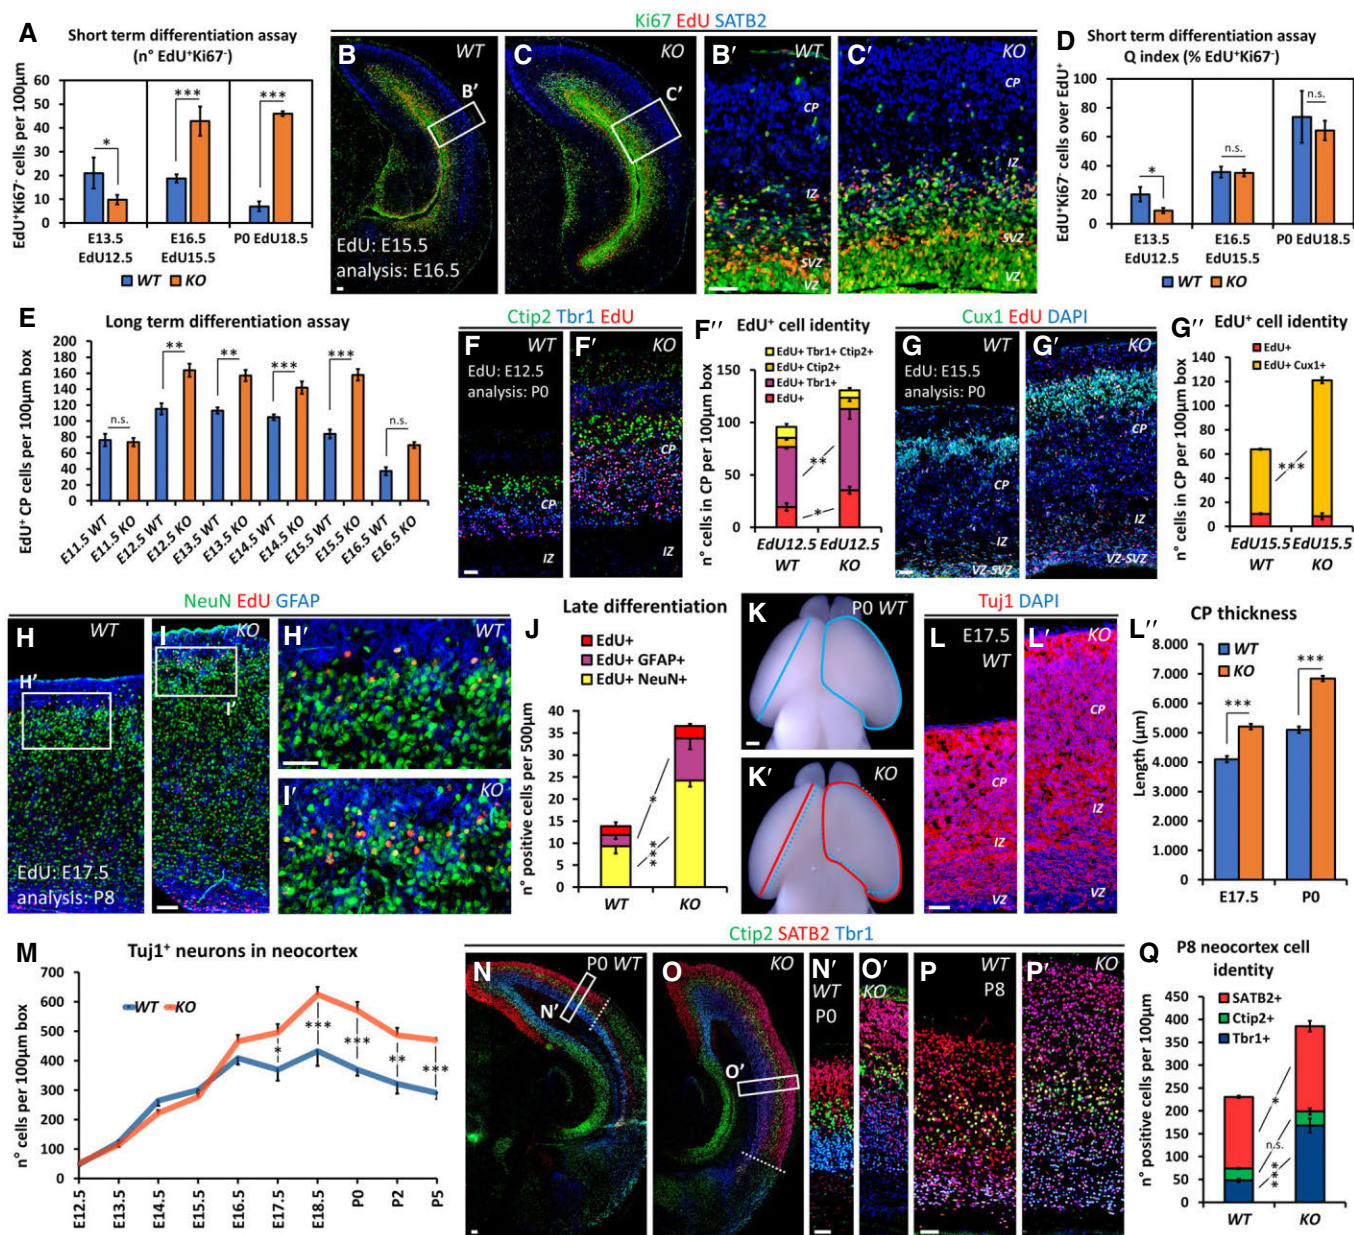 Ki67 EdU SATB2
A
Short term differentiation assay
(n° EdU⁺Ki67⁻)
EdU⁺Ki67⁻ cells per 100µm
60
50
40
30
20
10
0
*
***
***
E13.5
EdU12.5
E16.5
EdU15.5
P0 EdU18.5
WT
KO
B
WT
B′
EdU: E15.5
analysis: E16.5
C
KO
C′
B′
WT
CP
IZ
SVZ
VZ
C′
KO
CP
IZ
SVZ
VZ
D
Short term differentiation assay
Q index (% EdU⁺Ki67⁻)
EdU⁺Ki67⁻ cells over EdU⁺
100
80
60
40
20
0
*
n.s.
n.s.
E13.5
EdU12.5
E16.5
EdU15.5
P0 EdU18.5
WT
KO
E
Long term differentiation assay
EdU⁺ CP cells per 100µm box
200
180
160
140
120
100
80
60
40
20
0
n.s.
**
**
***
***
n.s.
E11.5 WT
E11.5 KO
E12.5 WT
E12.5 KO
E13.5 WT
E13.5 KO
E14.5 WT
E14.5 KO
E15.5 WT
E15.5 KO
E16.5 WT
E16.5 KO
Ctip2 Tbr1 EdU
F
WT
EdU: E12.5
analysis: P0
CP
IZ
F′
KO
CP
IZ
F′′
EdU⁺ cell identity
EdU+ Tbr1+ Ctip2+
EdU+ Ctip2+
EdU+ Tbr1+
EdU+
n° cells in CP per 100µm box
150
100
50
0
**
*
EdU12.5
WT
EdU12.5
KO
Cux1 EdU DAPI
G
WT
EdU: E15.5
analysis: P0
CP
IZ
VZ-SVZ
G′
KO
CP
IZ
VZ-SVZ
G′′
EdU⁺ cell identity
EdU+
EdU+ Cux1+
n° cells in CP per 100µm box
140
120
100
80
60
40
20
0
***
EdU15.5
WT
EdU15.5
KO
NeuN EdU GFAP
H
WT
H′
EdU: E17.5
analysis: P8
I
KO
I′
H′
WT
I′
KO
J
Late differentiation
EdU+
EdU+ GFAP+
EdU+ NeuN+
n° positive cells per 500µm
40
35
30
25
20
15
10
5
0
*
***
WT
KO
K
P0 WT
K′
KO
Tuj1 DAPI
L
E17.5
WT
CP
IZ
VZ
L′
KO
CP
IZ
VZ
L′′
CP thickness
WT
KO
Length (µm)
8.000
7.000
6.000
5.000
4.000
3.000
2.000
1.000
0
***
***
E17.5
P0
M
Tuj1⁺ neurons in neocortex
WT
KO
n° cells per 100µm box
700
600
500
400
300
200
100
0
*
***
***
**
***
E12.5
E13.5
E14.5
E15.5
E16.5
E17.5
E18.5
P0
P2
P5
Ctip2 SATB2 Tbr1
N
P0 WT
N′
O
KO
O′
N′
WT
P0
O′
KO
P
WT
P8
P′
KO
Q
P8 neocortex cell
identity
SATB2+
Ctip2+
Tbr1+
n° positive cells per 100µm
450
400
350
300
250
200
150
100
50
0
*
n.s.
***
WT
KO